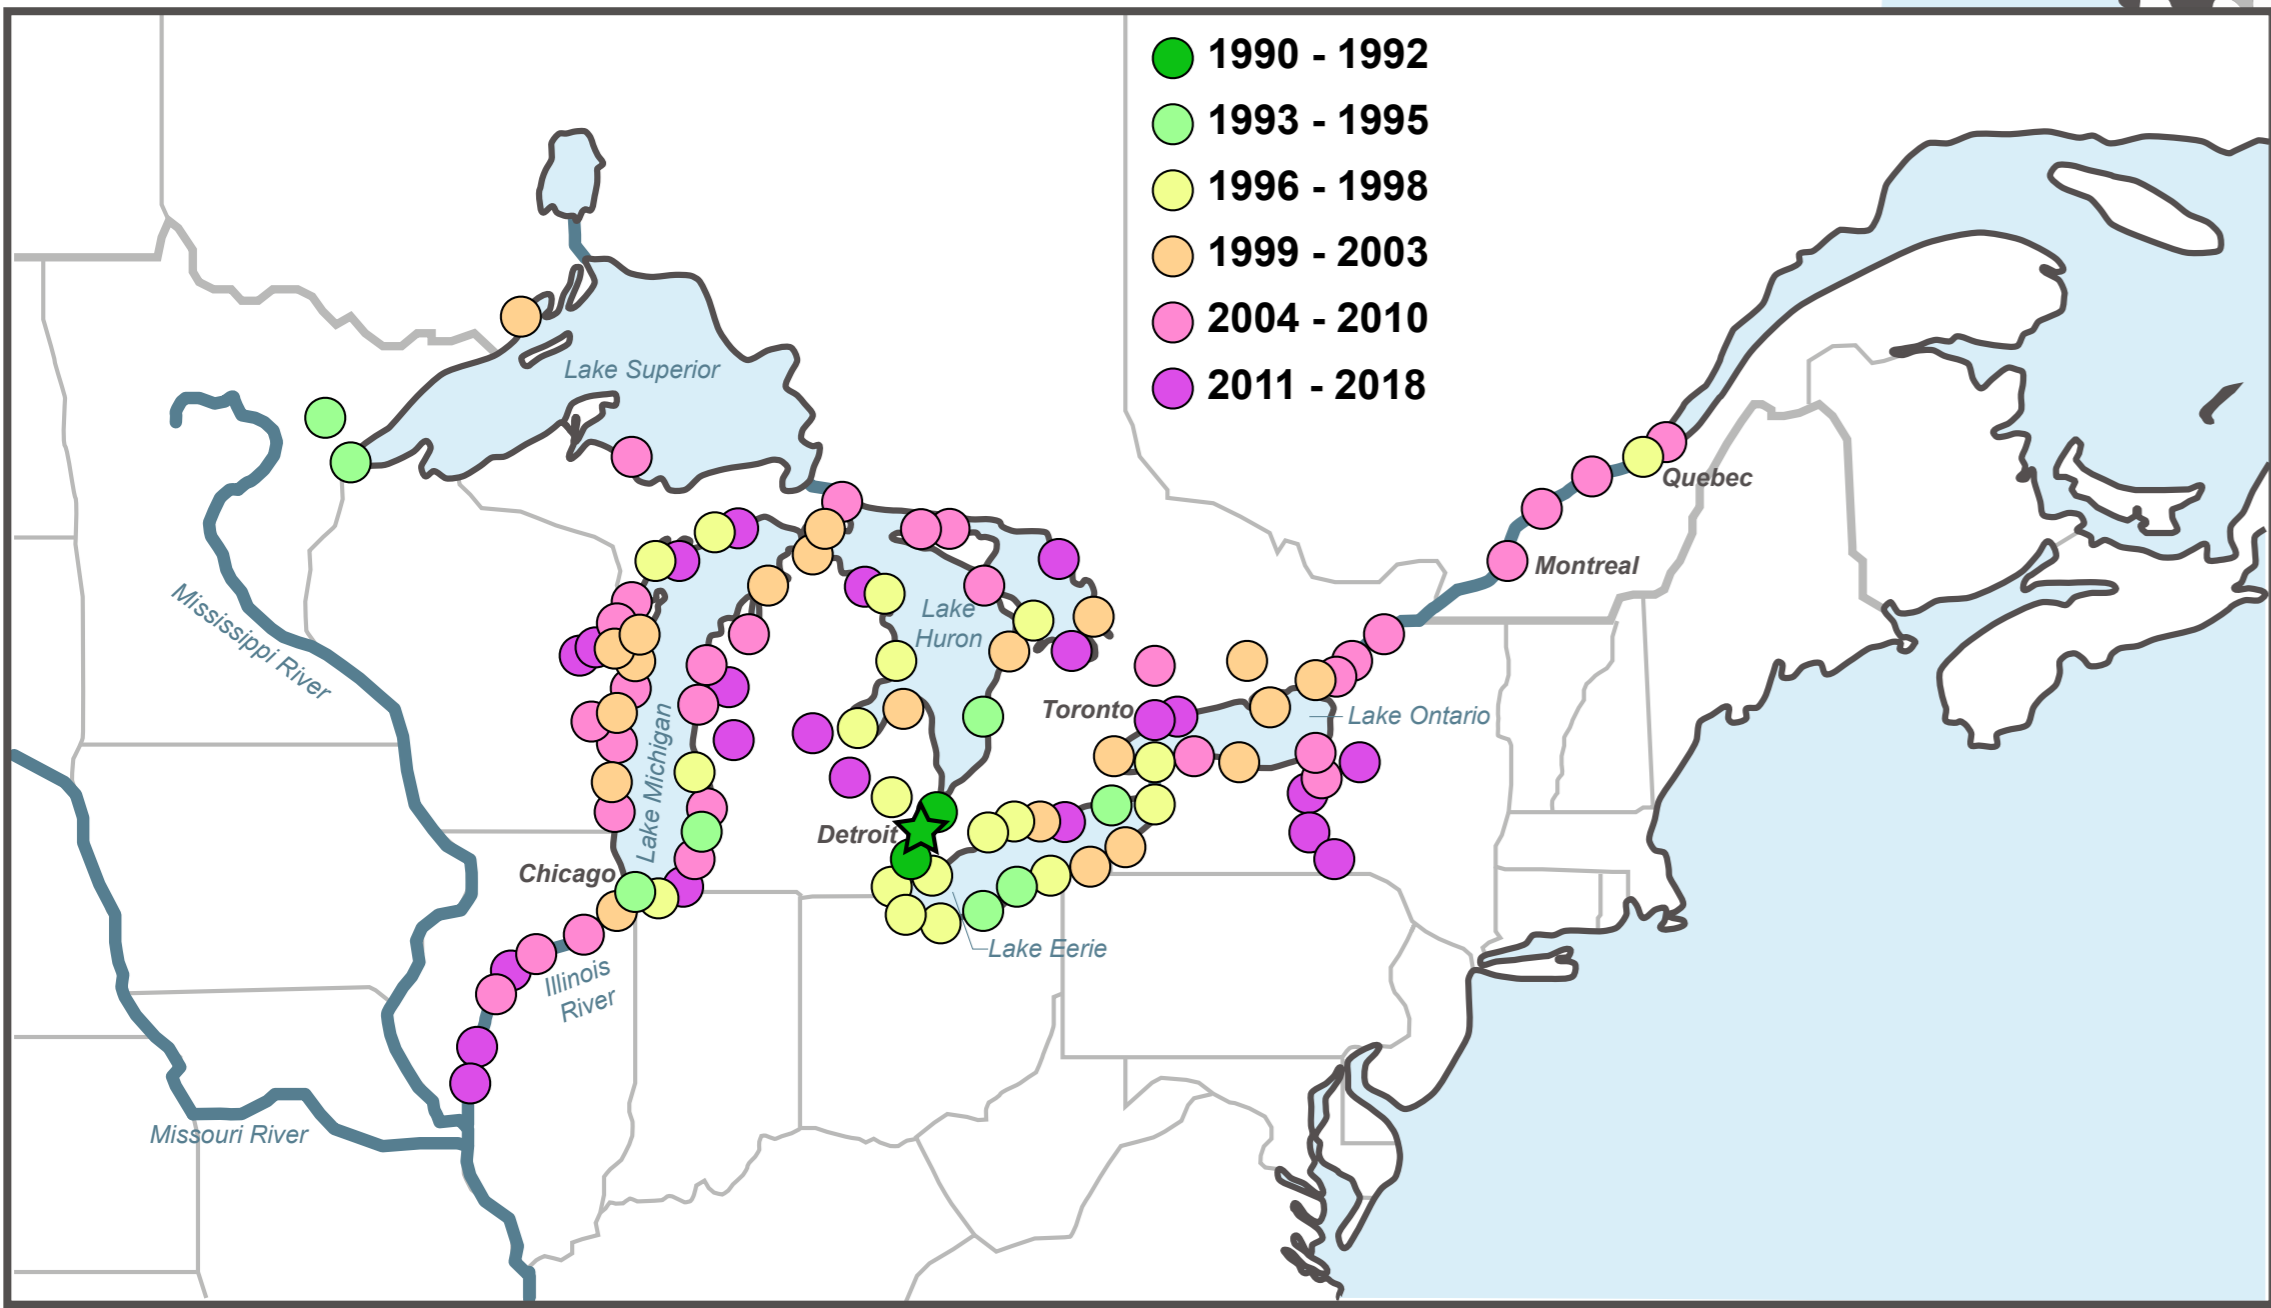 1990 - 1992
1993 - 1995
1996 - 1998
1999 - 2003
2004 - 2010
2011 - 2018
Lake Superior
Quebec
Montreal
Mississippi River
Lake
Huron
Toronto
Lake Ontario
Lake Michigan
Detroit
Chicago
Lake Eerie
Illinois
River
Missouri River